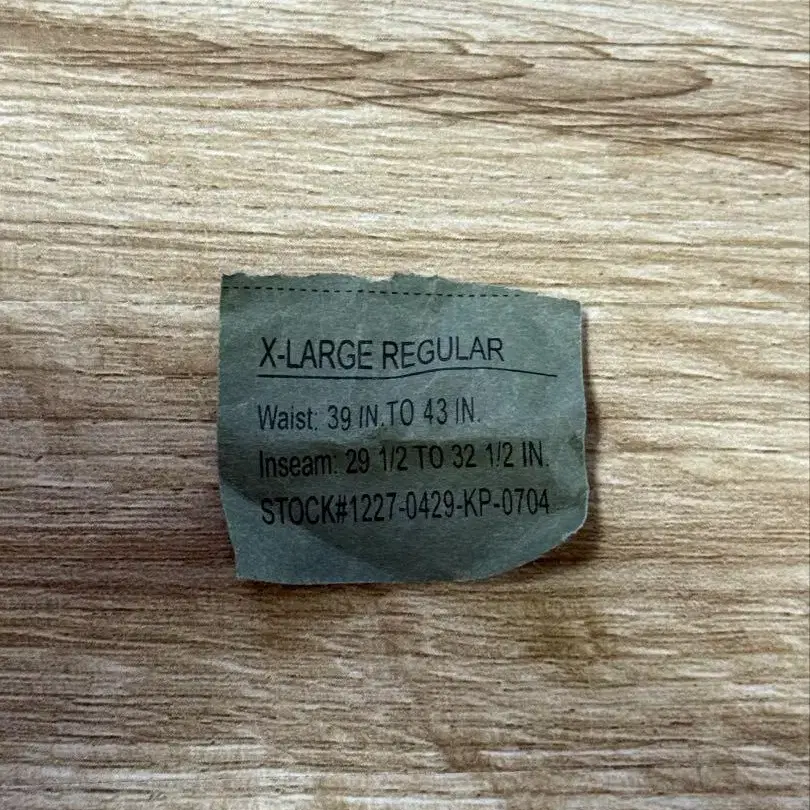 X-LARGE REGULAR
Waist: 39 IN.TO 43 IN.
Inseam: 29 1/2 TO 32 1/2 IN.
STOCK#1227-0429-KP-0704